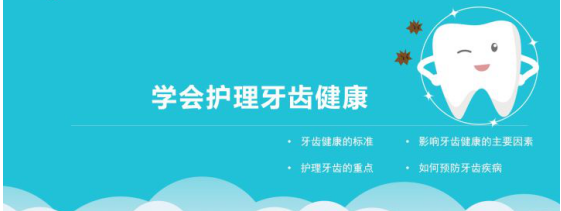 学会护理牙齿健康
• 牙齿健康的标准 • 影响牙齿健康的主要因素
• 护理牙齿的重点 • 如何预防牙齿疾病